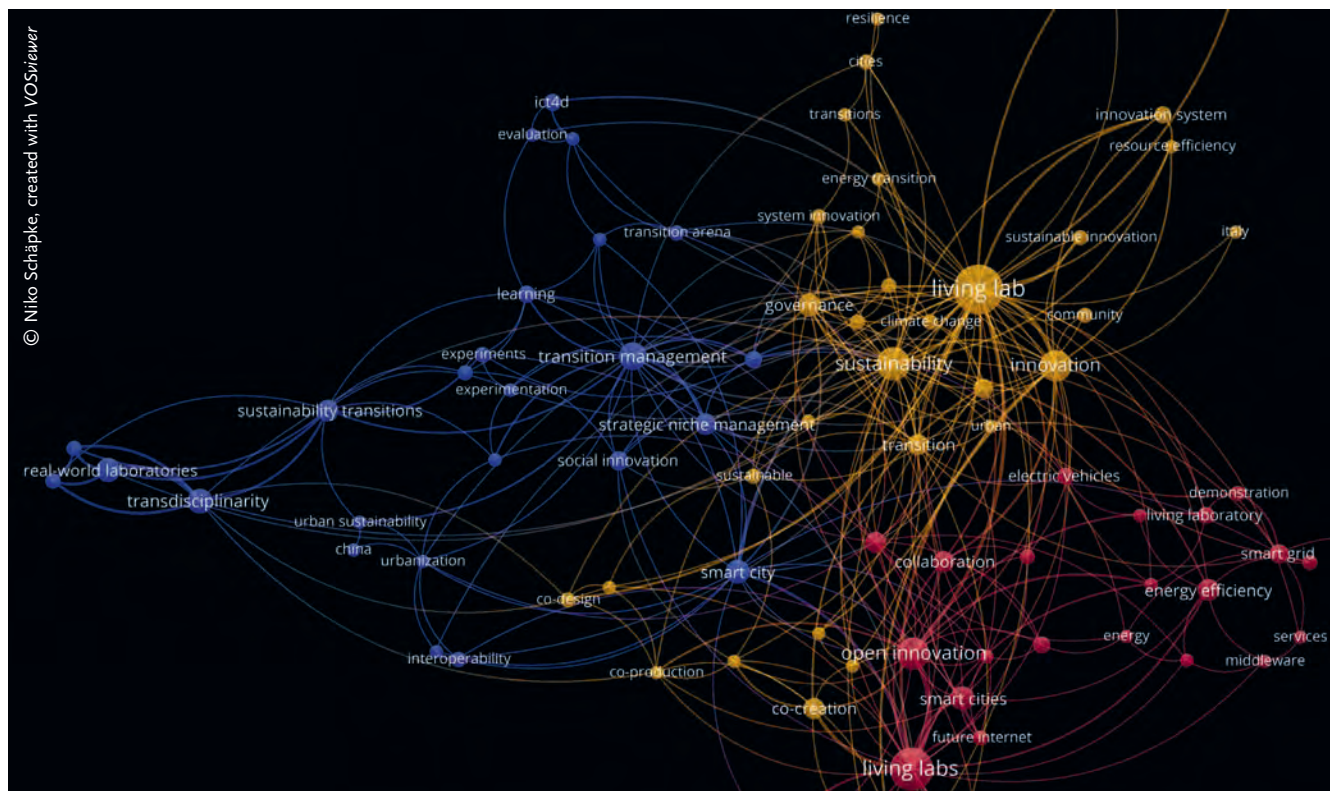 © Niko Schäpke, created with VOSviewer
resilience
cities
ict4d
transitions
innovation system
evaluation
resource efficiency
energy transition
system innovation
transition arena
sustainable innovation
italy
living lab
learning
governance
climate change
community
experiments
transition management
sustainability
innovation
experimentation
sustainability transitions
strategic niche management
urban
transition
real-world laboratories
social innovation
sustainable
electric vehicles
transdisciplinarity
demonstration
living laboratory
urban sustainability
china
urbanization
smart grid
collaboration
smart city
energy efficiency
co-design
energy
services
open innovation
interoperability
middleware
co-production
smart cities
co-creation
future internet
living labs